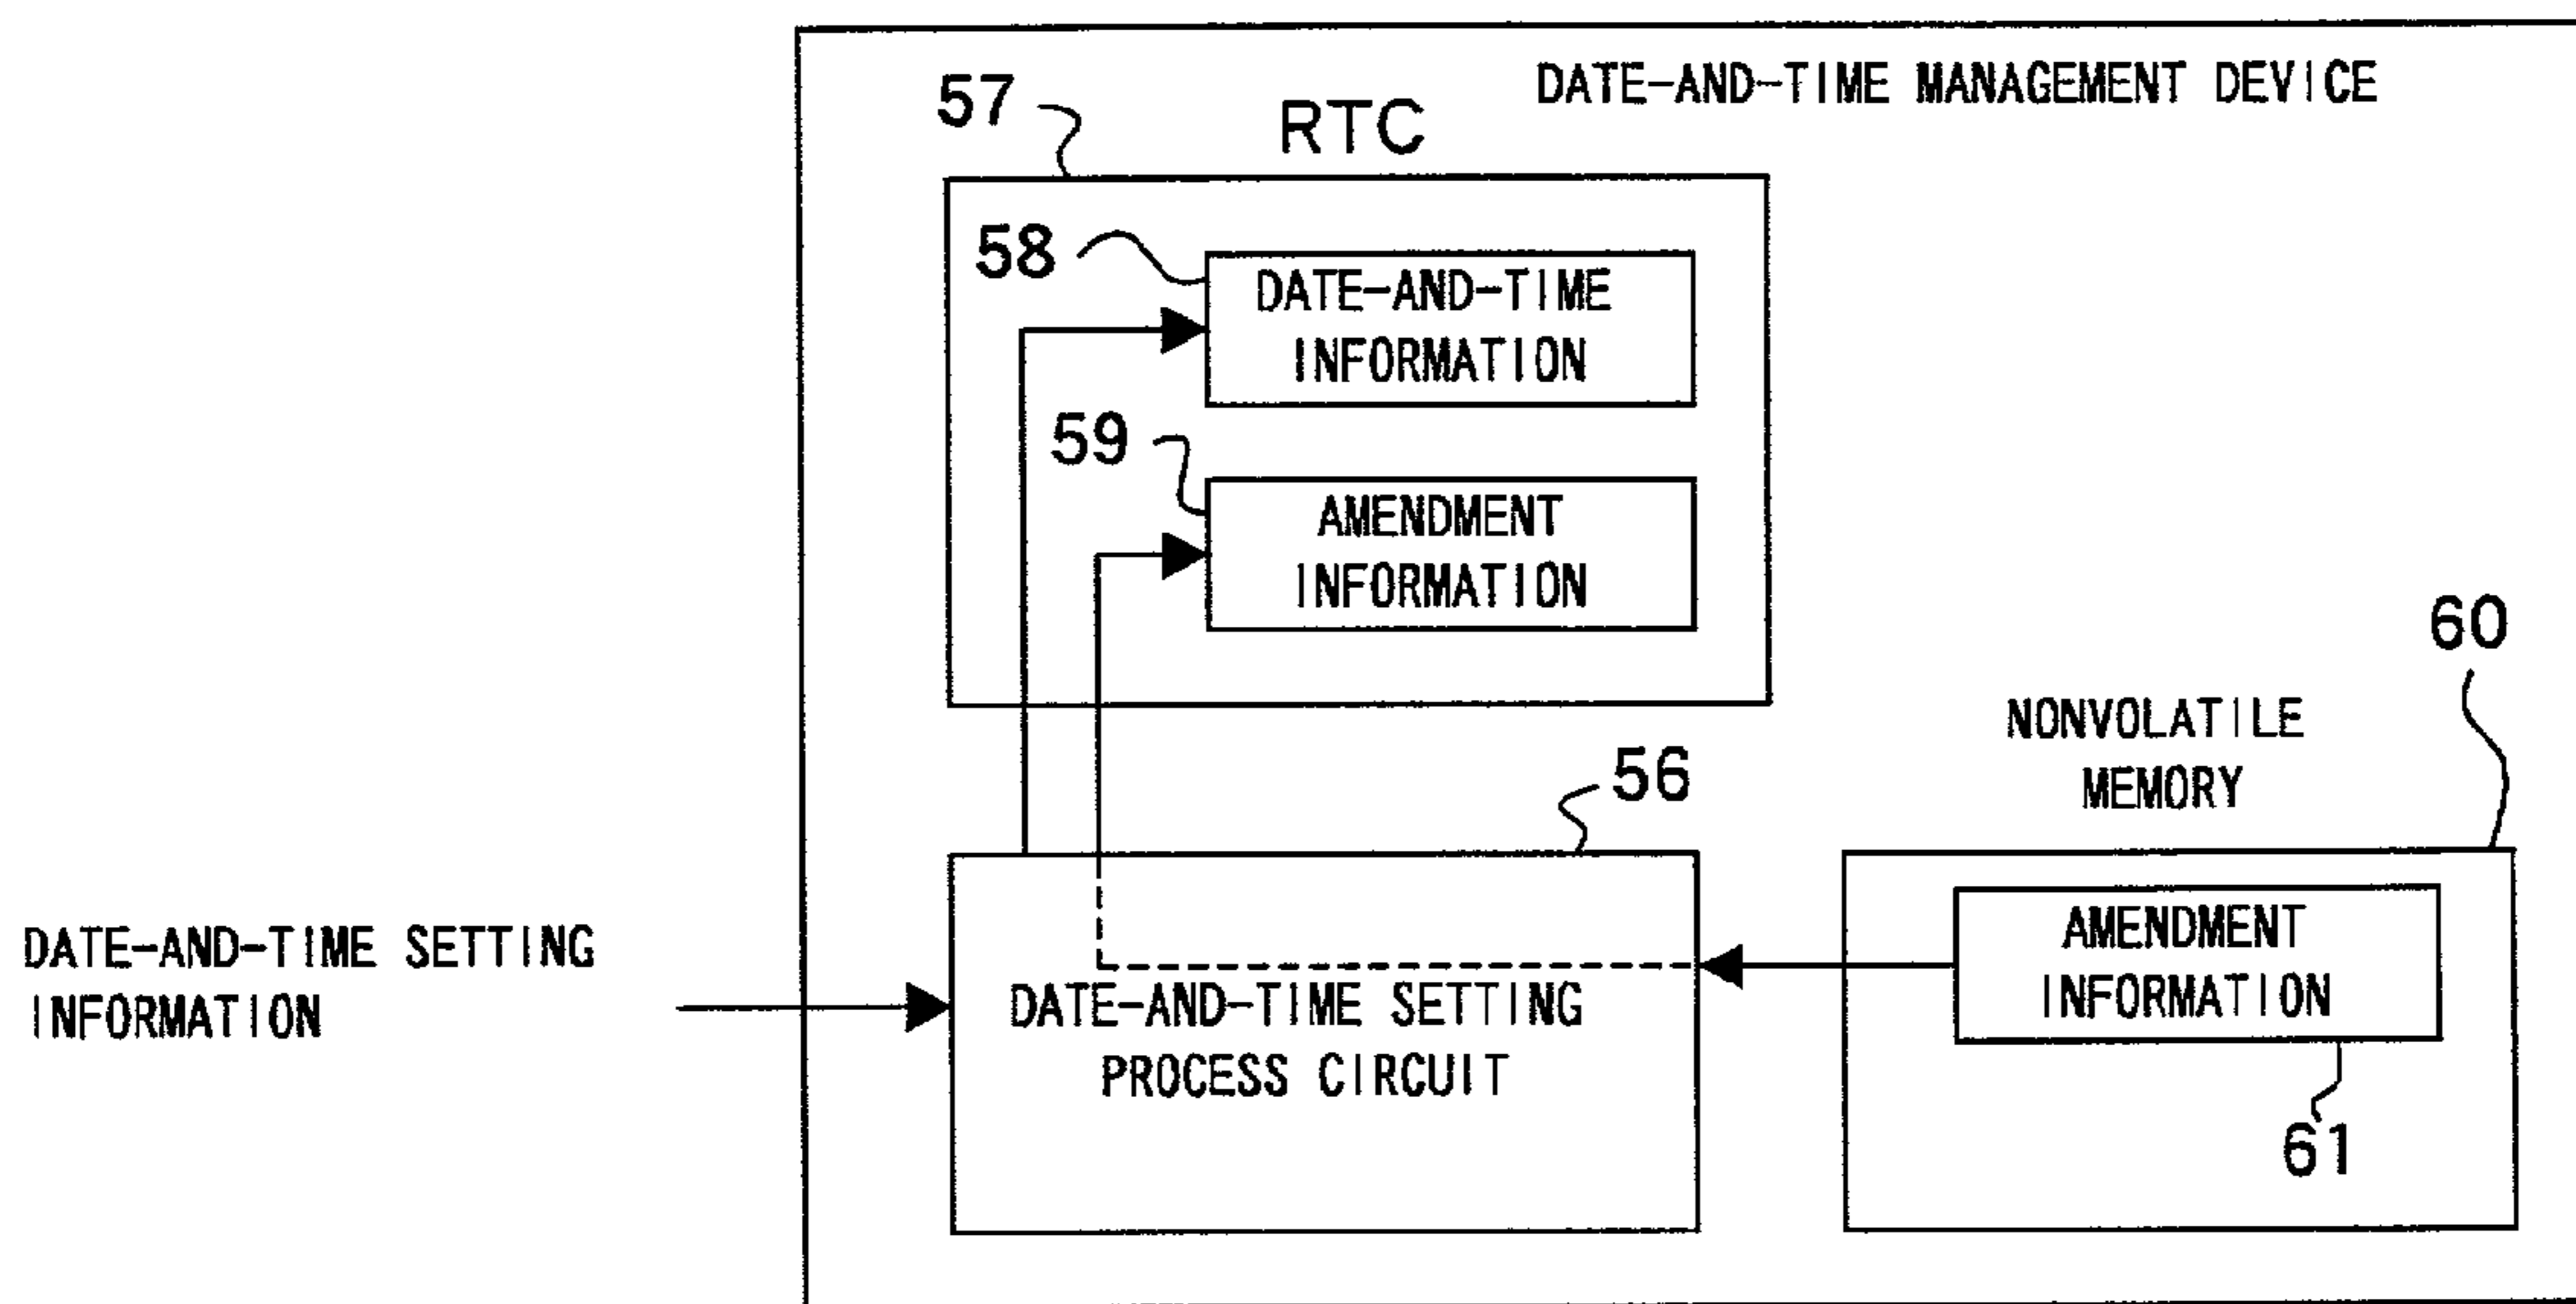 DATE-AND-TIME MANAGEMENT DEVICE
57
RTC
58
DATE-AND-TIME
INFORMATION
59
AMENDMENT
INFORMATION
60
NONVOLATILE
MEMORY
56
DATE-AND-TIME SETTING
INFORMATION
DATE-AND-TIME SETTING
PROCESS CIRCUIT
AMENDMENT
INFORMATION
61